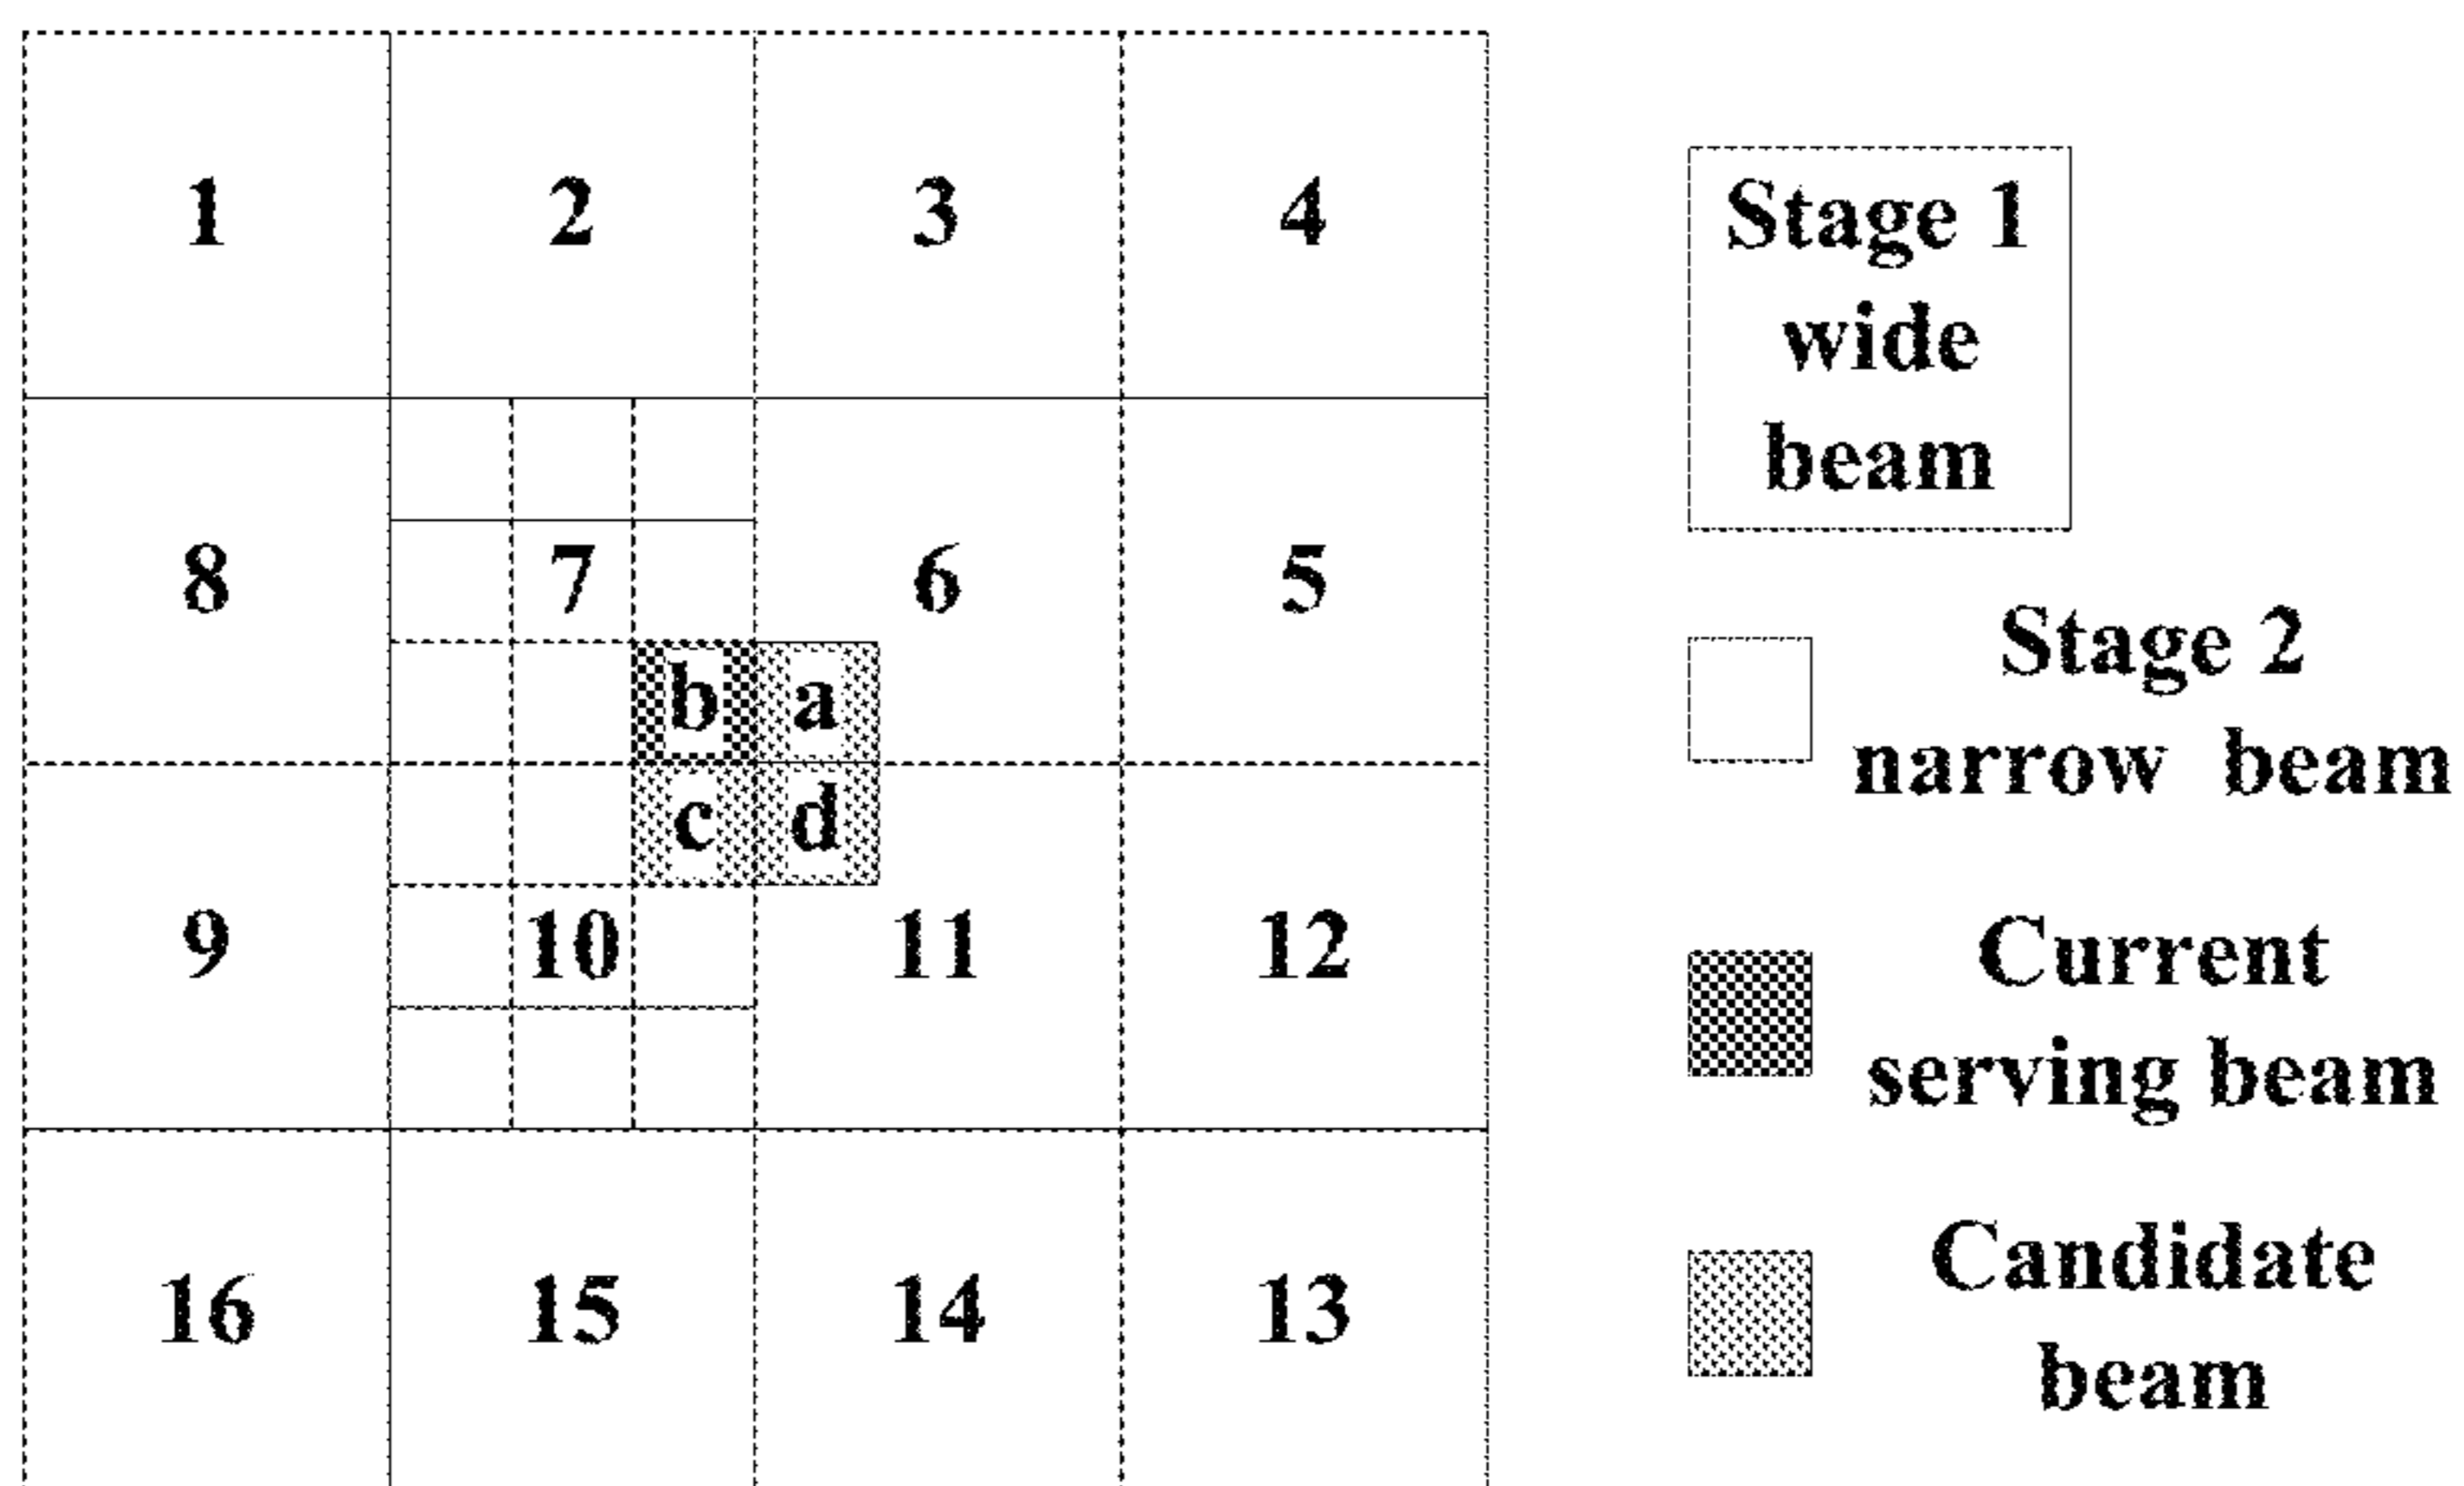 1 2 3 4
8 7 6 5
b a
c d
9 10 11 12
16 15 14 13
Stage 1
wide
beam
Stage 2
narrow beam
Current
serving beam
Candidate
beam